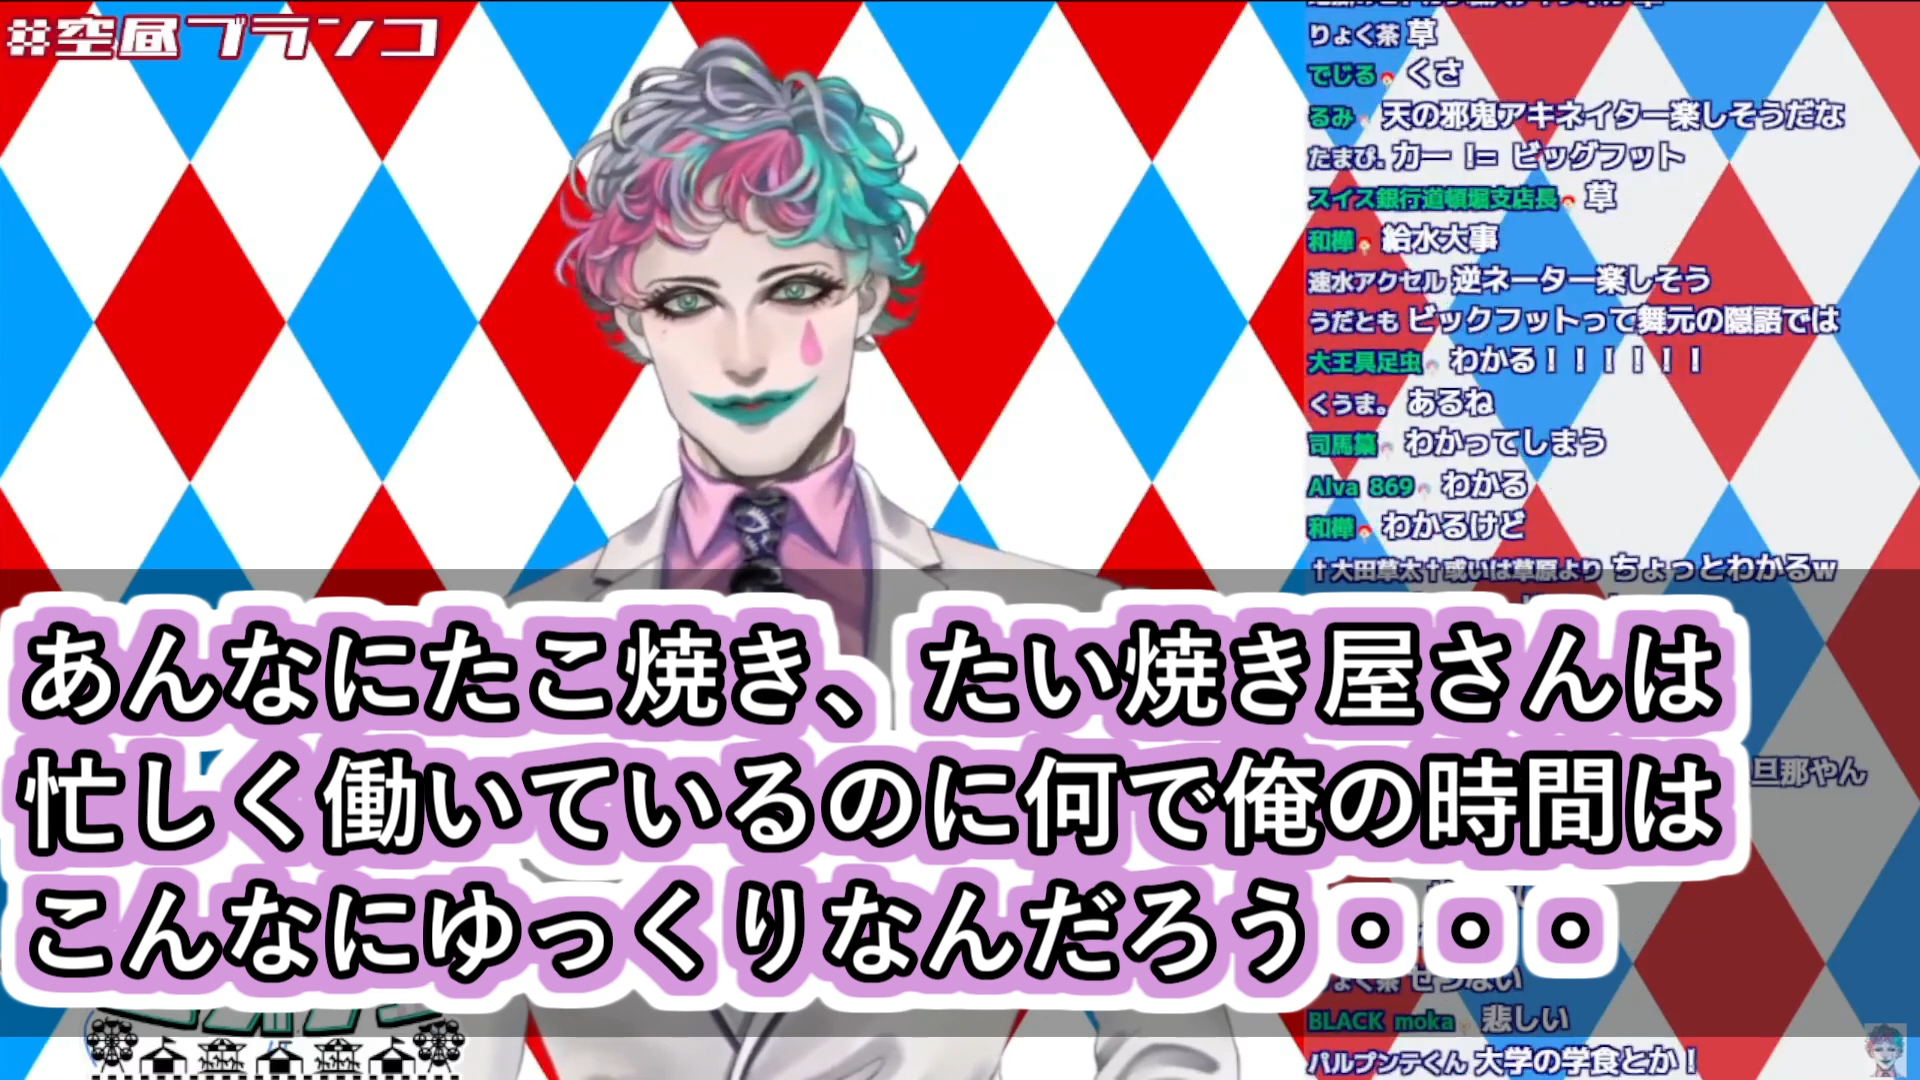 #空昼ブランコ
りょく茶 草
でじる くさ
るみ 天の邪鬼アキネイター楽しそうだな
たまぴ. カー != ビッグフット
スイス銀行道頓堀支店長 草
和樺 給水大事
速水アクセル 逆ネーター楽しそう
うだとも ビックフットって舞元の隠語では
大王具足虫 わかる！！！！！！
くうま。 あるね
司馬 わかってしまう
Alva 869 わかる
和樺 わかるけど
†大田草太†或いは草原より ちょっとわかるw
あんなにたこ焼き、たい焼き屋さんは
忙しく働いているのに何で俺の時間は
旦那やん
こんなにゆっくりなんだろう・・・
りょく茶 せつない
BLACK moka 悲しい
パルプンテくん 大学の学食とか！